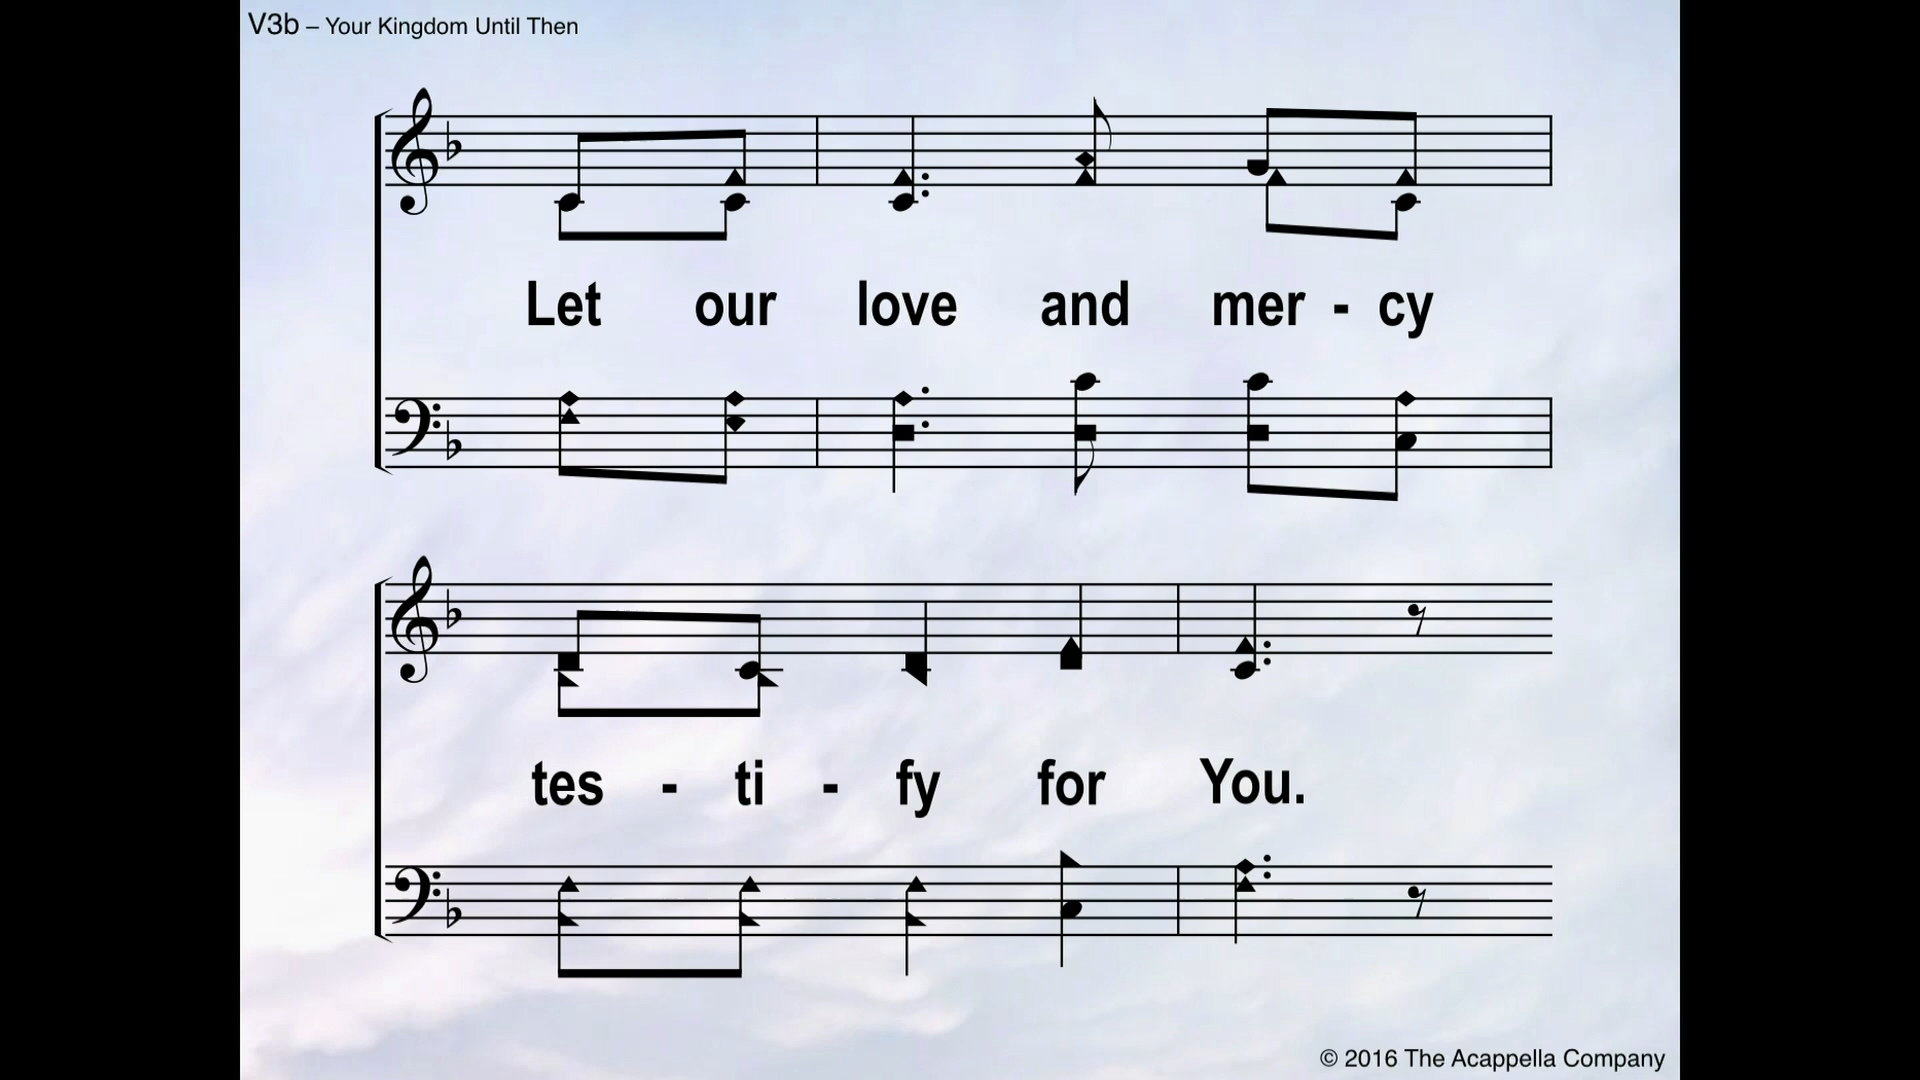 V3b – Your Kingdom Until Then
Let our love and mer - cy
tes - ti - fy for You.
© 2016 The Acappella Company